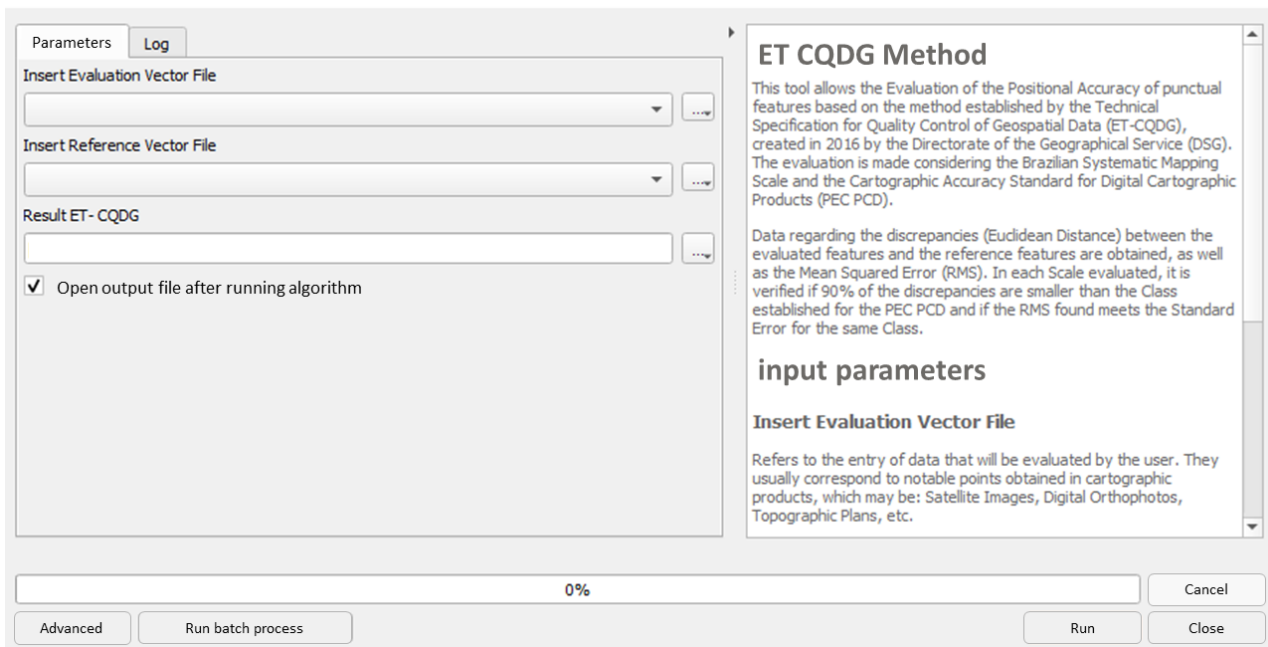 Parameters
Log
Insert Evaluation Vector File
...
Insert Reference Vector File
...
Result ET- CQDG
...
Open output file after running algorithm
ET CQDG Method
This tool allows the Evaluation of the Positional Accuracy of punctual
features based on the method established by the Technical
Specification for Quality Control of Geospatial Data (ET-CQDG),
created in 2016 by the Directorate of the Geographical Service (DSG).
The evaluation is made considering the Brazilian Systematic Mapping
Scale and the Cartographic Accuracy Standard for Digital Cartographic
Products (PEC PCD).
Data regarding the discrepancies (Euclidean Distance) between the
evaluated features and the reference features are obtained, as well
as the Mean Squared Error (RMS). In each Scale evaluated, it is
verified if 90% of the discrepancies are smaller than the Class
established for the PEC PCD and if the RMS found meets the Standard
Error for the same Class.
input parameters
Insert Evaluation Vector File
Refers to the entry of data that will be evaluated by the user. They
usually correspond to notable points obtained in cartographic
products, which may be: Satellite Images, Digital Orthophotos,
Topographic Plans, etc.
0%
Cancel
Advanced
Run batch process
Run
Close